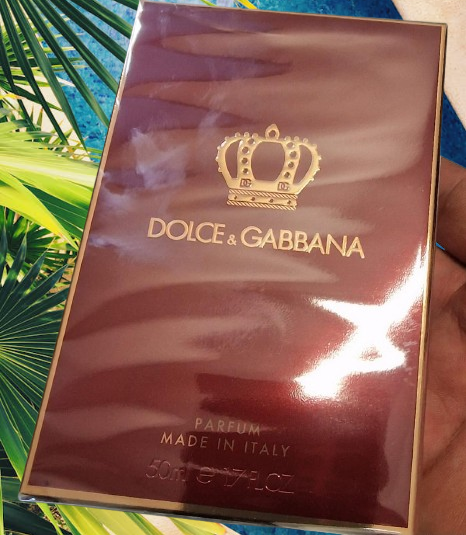 DOLCE & GABBANA
PARFUM
MADE IN ITALY
50ml ℮ 1.7 FL.OZ.